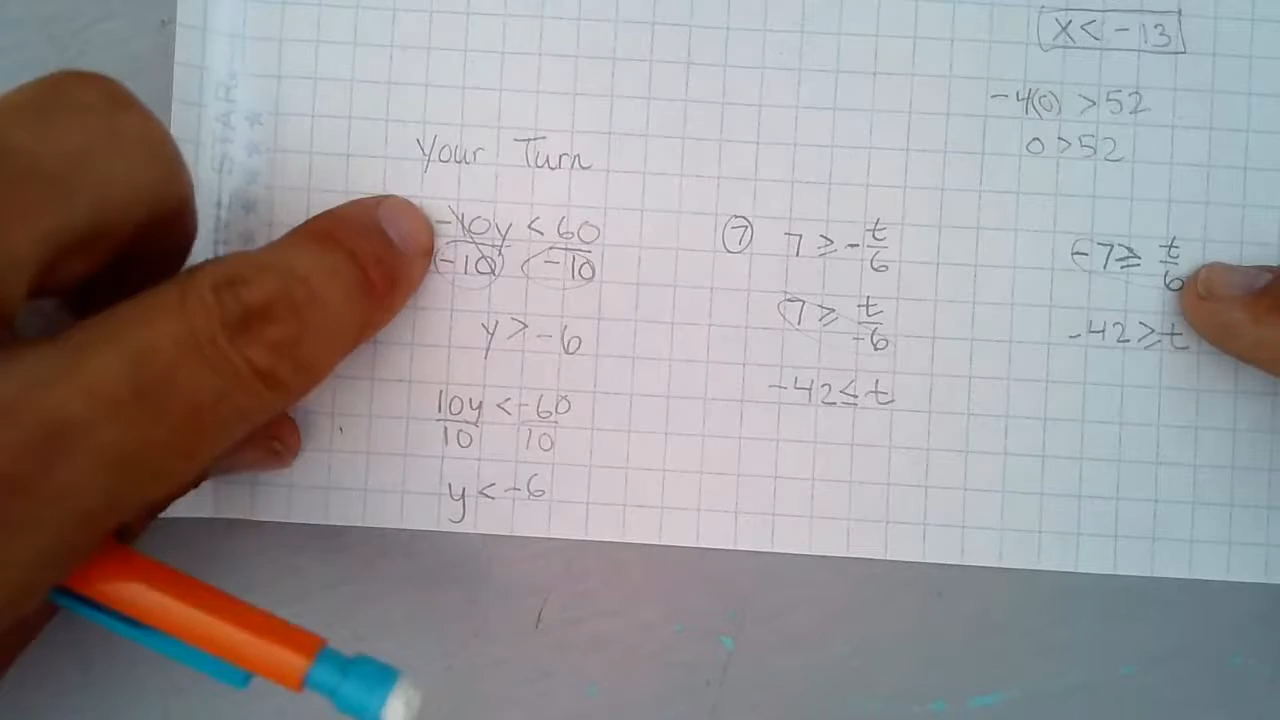 x < -13
-4(0) > 52
0 > 52
STAR
Your Turn
-10y < 60
(-10) (-10)
y > -6
10y < -60
10 10
y < -6
⑦ 7 ≥ -t/6
(7 ≥ t/-6
-42 ≤ t
(-7 ≥ t/6
-42 ≥ t